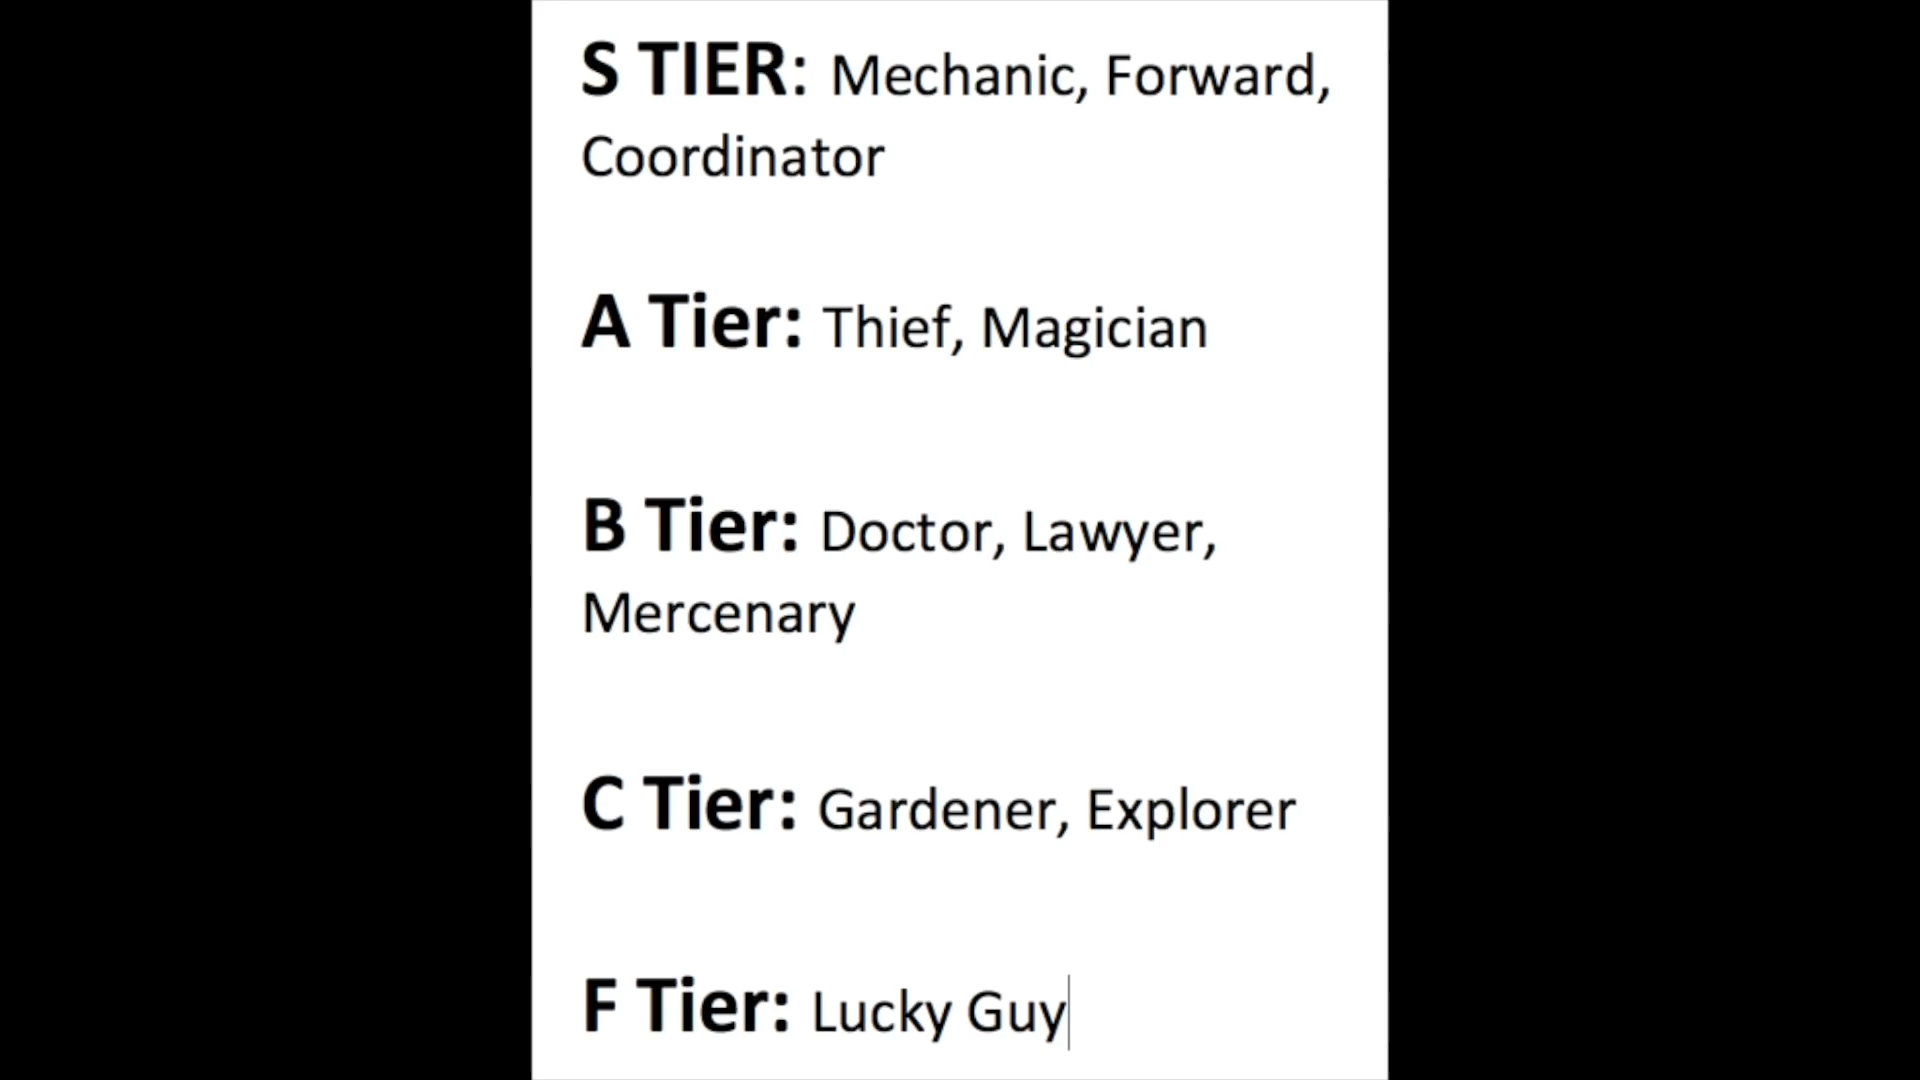 S TIER: Mechanic, Forward,
Coordinator
A Tier: Thief, Magician
B Tier: Doctor, Lawyer,
Mercenary
C Tier: Gardener, Explorer
F Tier: Lucky Guy